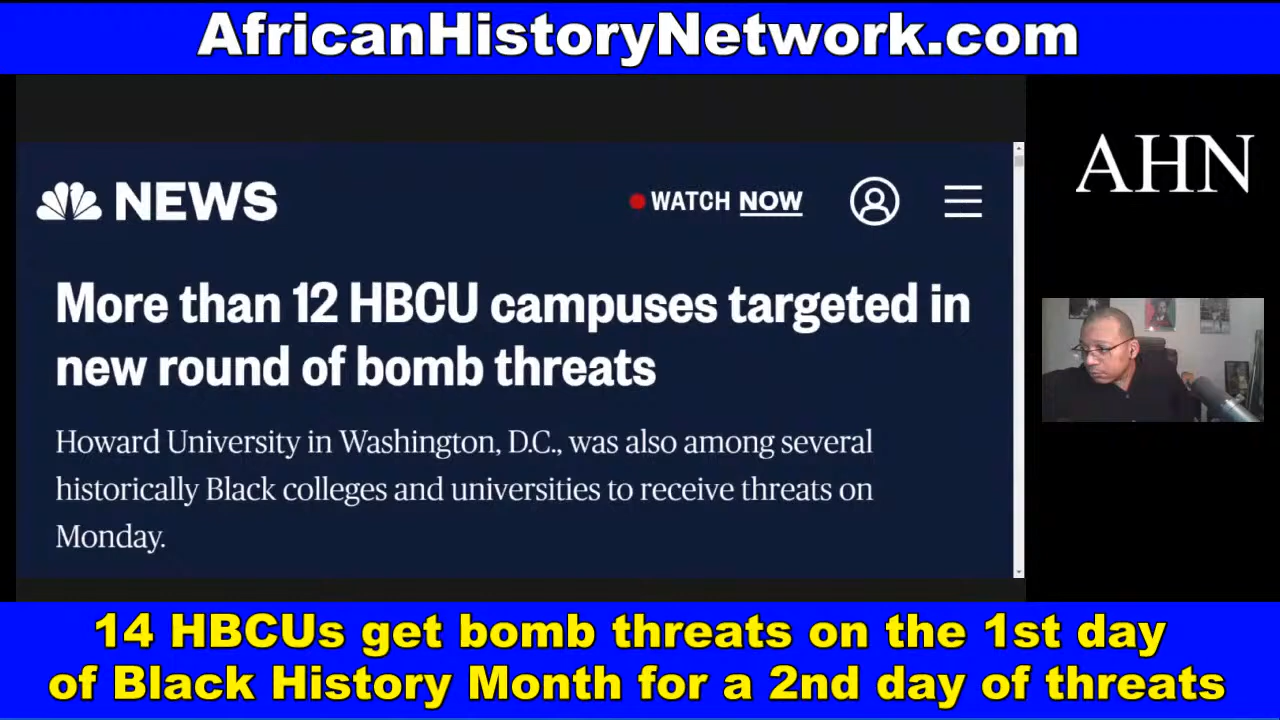 AfricanHistoryNetwork.com
AHN
NEWS
WATCH NOW
More than 12 HBCU campuses targeted in
new round of bomb threats
Howard University in Washington, D.C., was also among several
historically Black colleges and universities to receive threats on
Monday.
14 HBCUs get bomb threats on the 1st day
of Black History Month for a 2nd day of threats